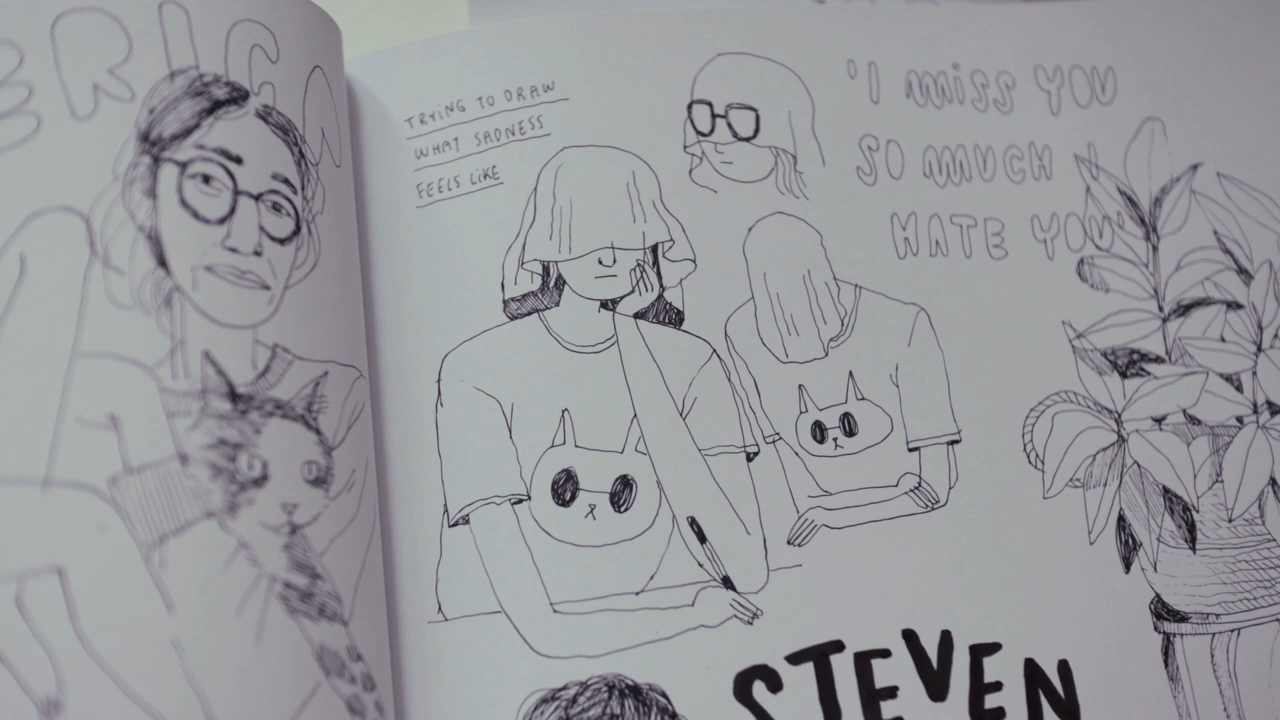 ERICA
TRYING TO DRAW
WHAT SADNESS
FEELS LIKE
'I MISS YOU
SO MUCH I
HATE YOU'
STEVEN